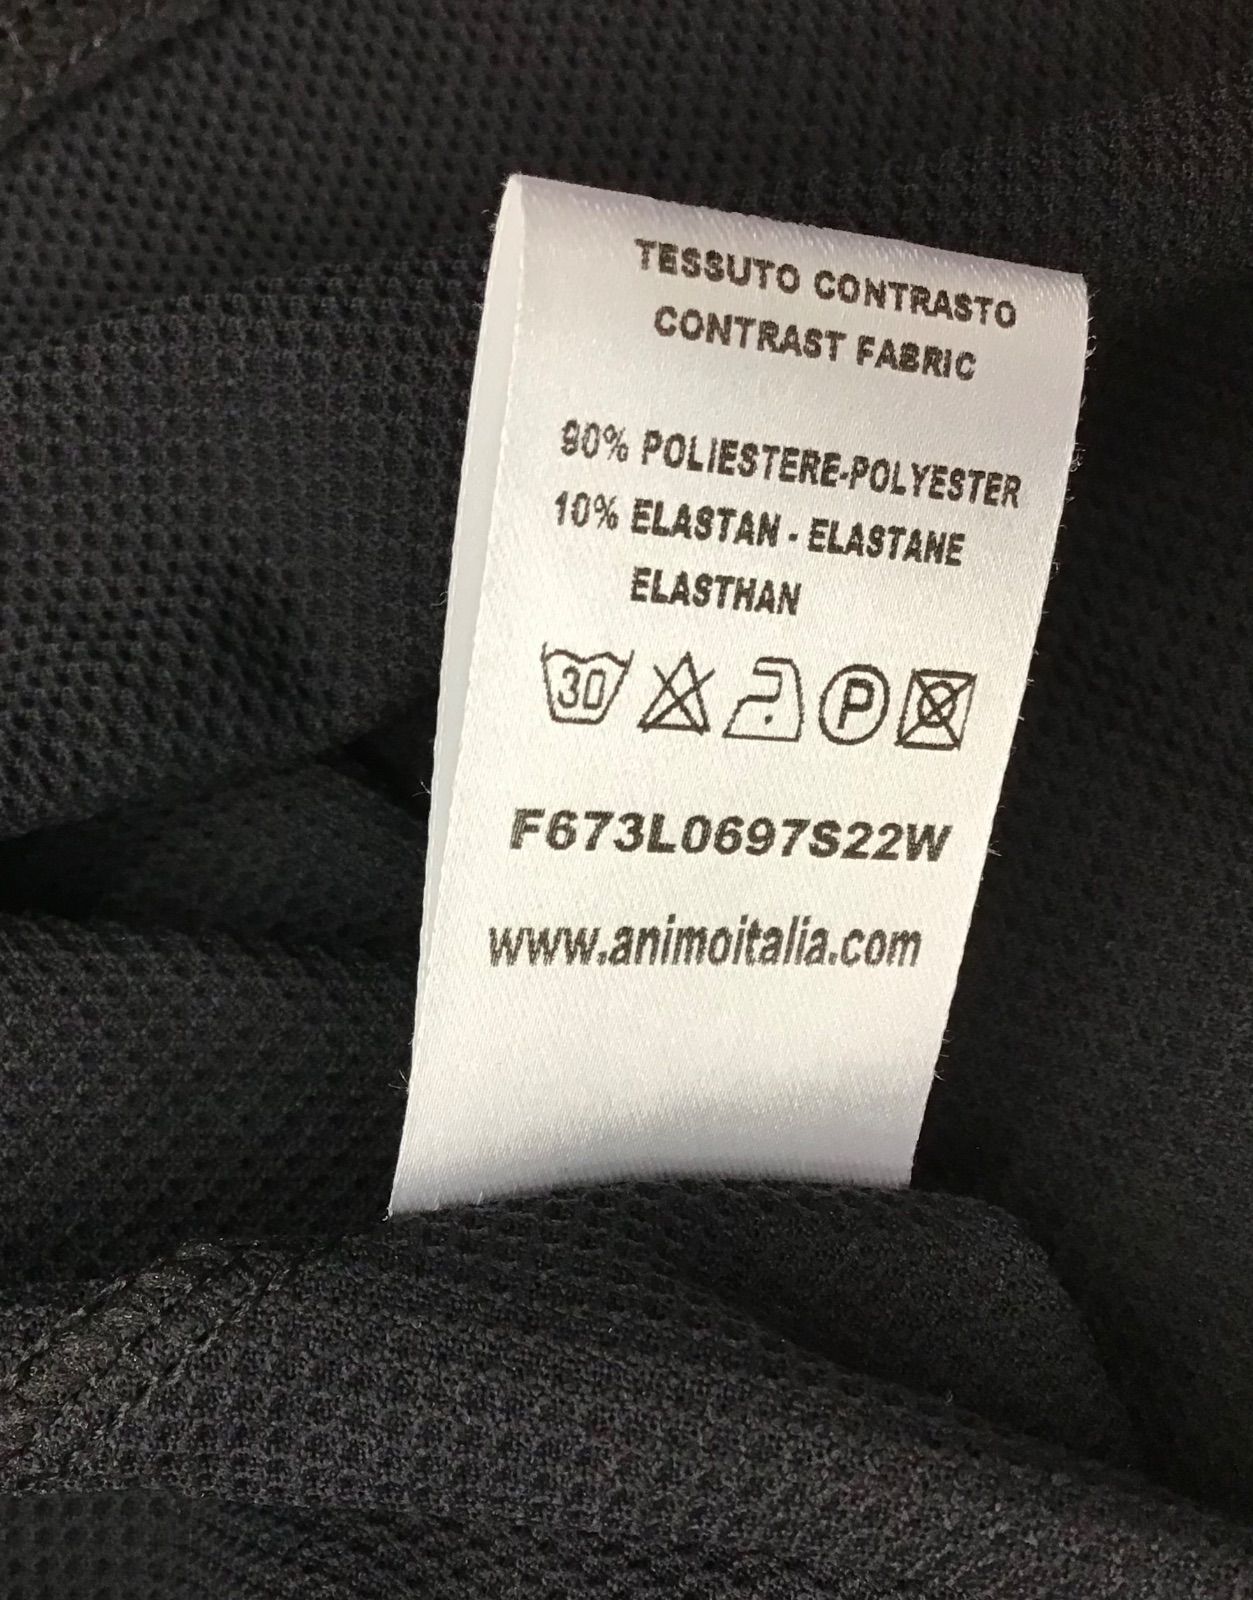 TESSUTO CONTRASTO
CONTRAST FABRIC
90% POLIESTERE-POLYESTER
10% ELASTAN - ELASTANE
ELASTHAN
30 P
F673L0697S22W
www.animoitalia.com